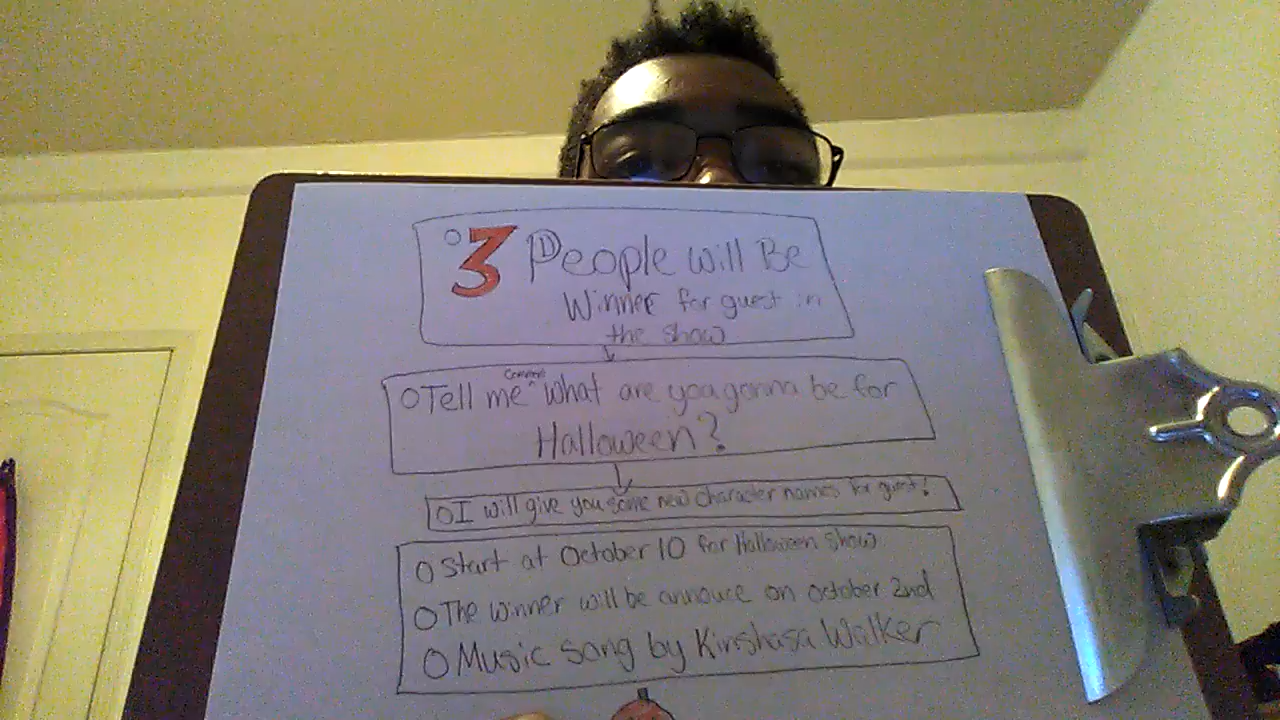 3 People will Be
Winner for guest in
the show
Comment
Tell me ^ what are you gonna be for
Halloween?
I will give you some new character names for guest!
Start at October 10 for Halloween show
The winner will be annouce on october 2nd
Music song by Kinshasa Walker